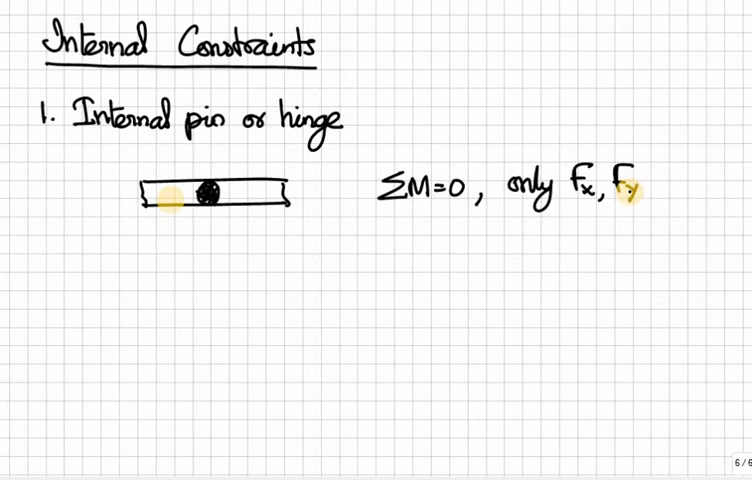 Internal Constraints
1. Internal pin or hinge
ΣM=0, only Fx, Fy
6/6